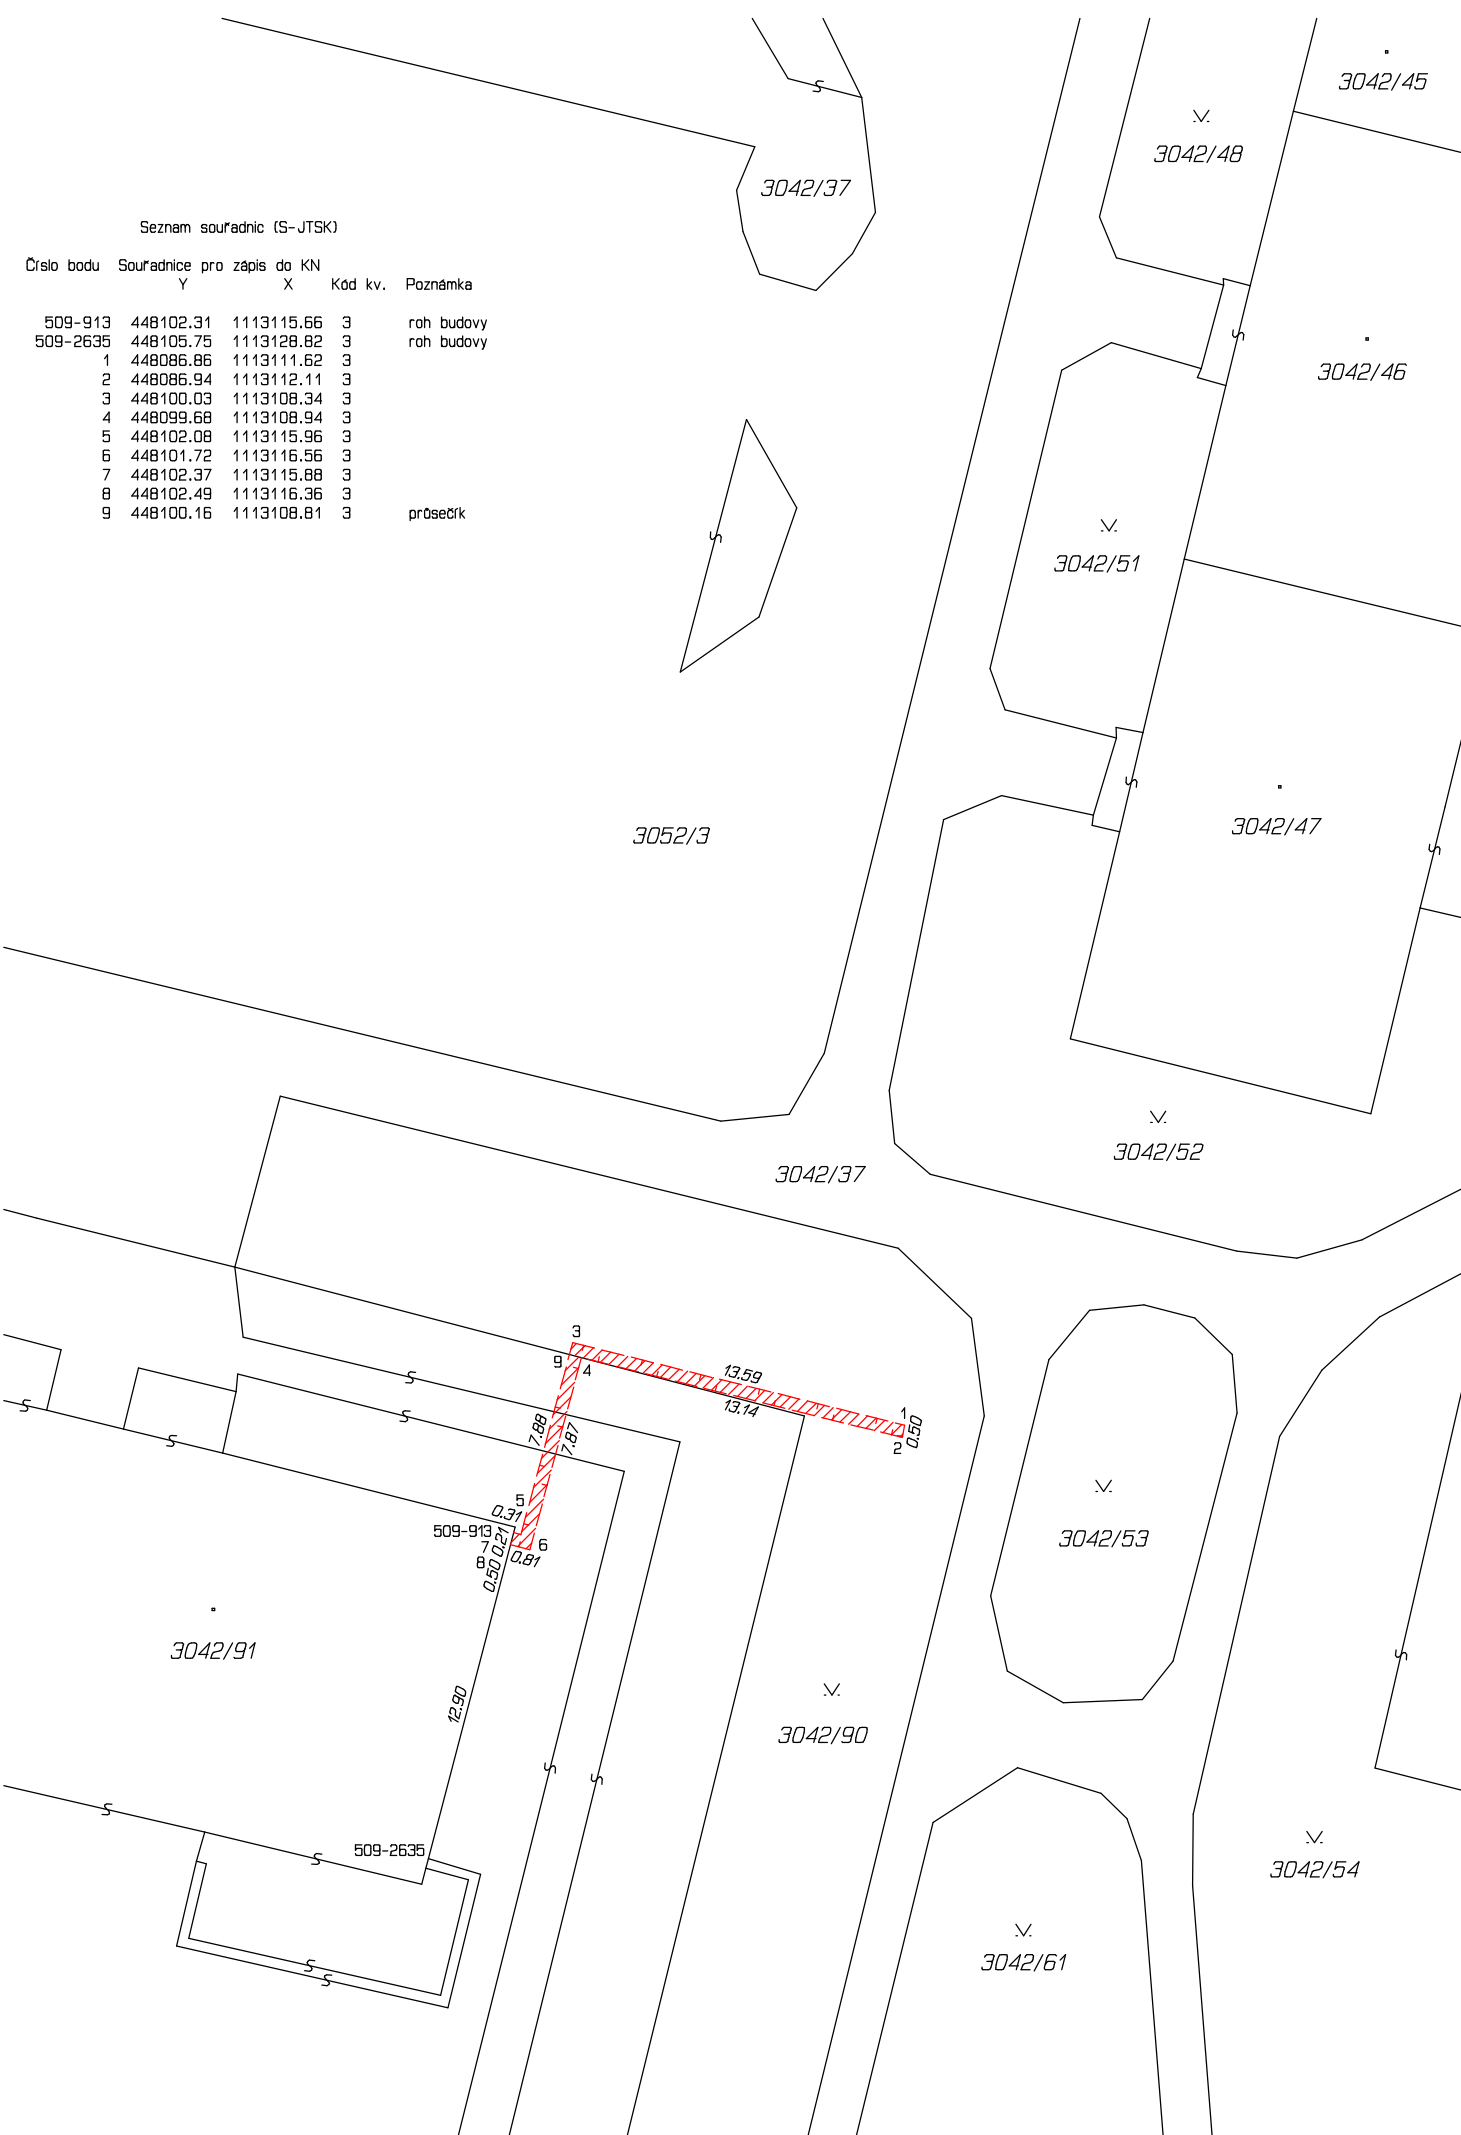 3042/45
3042/48
3042/37
Seznam souřadnic (S-JTSK)
Číslo bodu Souřadnice pro zápis do KN
Y X Kód kv. Poznámka
509-913 448102.31 1113115.66 3 roh budovy
509-2635 448105.75 1113128.82 3 roh budovy
1 448086.86 1113111.62 3
2 448086.94 1113112.11 3
3 448100.03 1113108.34 3
4 448099.68 1113108.94 3
5 448102.08 1113115.96 3
6 448101.72 1113116.56 3
7 448102.37 1113115.88 3
8 448102.49 1113116.36 3
9 448100.16 1113108.81 3 průsečík
3042/46
3042/51
3052/3
3042/47
3042/52
3042/37
3
9
4
13.59
13.14
1
0.50
2
7.88
7.87
5
0.31
509-913
0.21
7
6
8
0.81
0.50
3042/53
3042/91
12.90
3042/90
509-2635
3042/54
3042/61